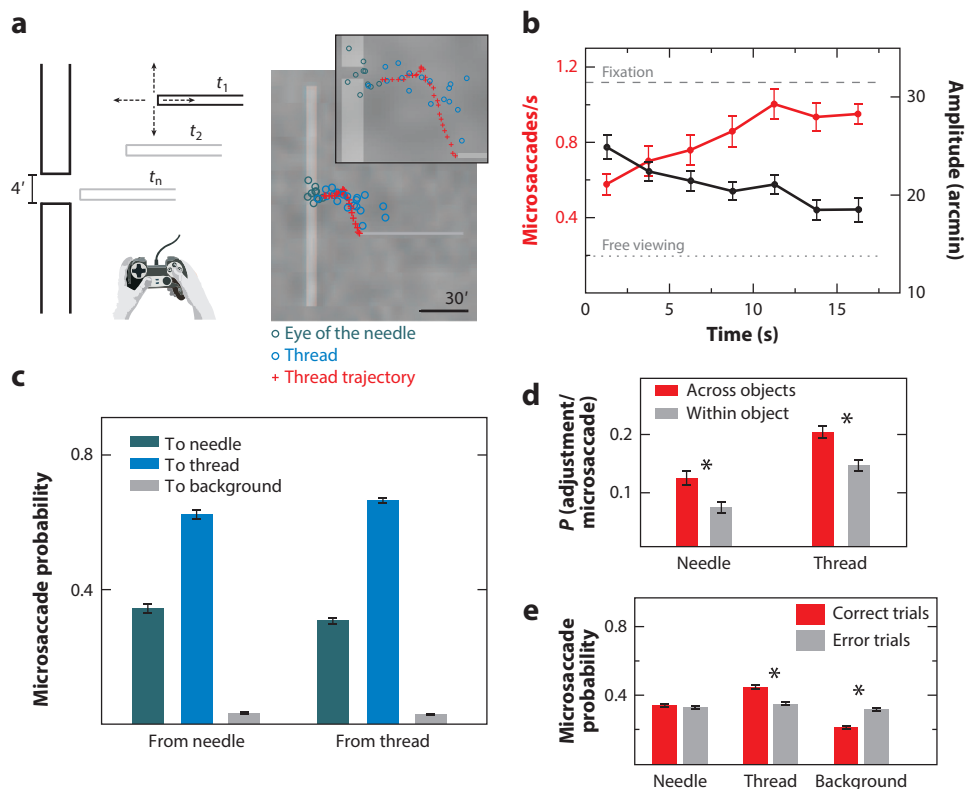 a
t1
t2
tn
4′
30′
Eye of the needle
Thread
Thread trajectory
b
Microsaccades/s
1.2
0.8
0.4
Fixation
Free viewing
30
20
10
Amplitude (arcmin)
0
5
10
15
Time (s)
c
Microsaccade probability
0.8
0.4
To needle
To thread
To background
From needle
From thread
d
P (adjustment/
microsaccade)
0.2
0.1
Across objects
Within object
*
*
Needle
Thread
e
Microsaccade
probability
0.8
0.4
Correct trials
Error trials
*
*
Needle
Thread
Background